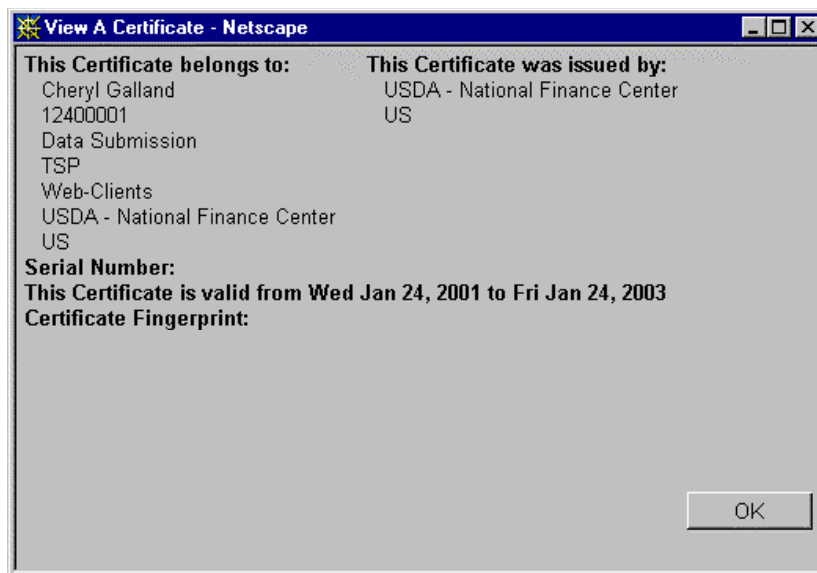 View A Certificate - Netscape
This Certificate belongs to:
Cheryl Galland
12400001
Data Submission
TSP
Web-Clients
USDA - National Finance Center
US
This Certificate was issued by:
USDA - National Finance Center
US
Serial Number:
This Certificate is valid from Wed Jan 24, 2001 to Fri Jan 24, 2003
Certificate Fingerprint:
OK